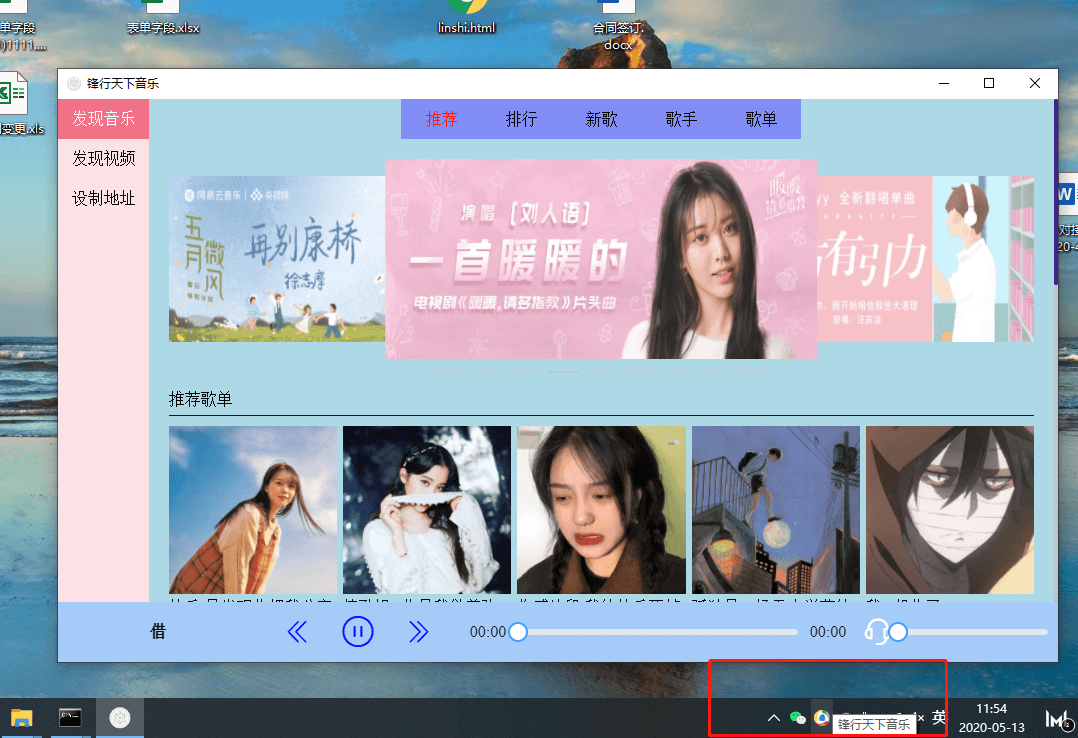 单字段
)1111....
表单字段.xlsx
linshi.html
合同签订.
docx
变更.xls
锋行天下音乐
发现音乐
发现视频
设制地址
推荐
排行
新歌
歌手
歌单
网易云音乐
央视频
五月微风
再别康桥
徐志摩
演唱 [刘人语]
一首暖暖的
电视剧《暖暖,请多指教》片头曲
全新翻唱单曲
有引力
推荐歌单
借
00:00
00:00
英
锋行天下音乐
11:54
2020-05-13